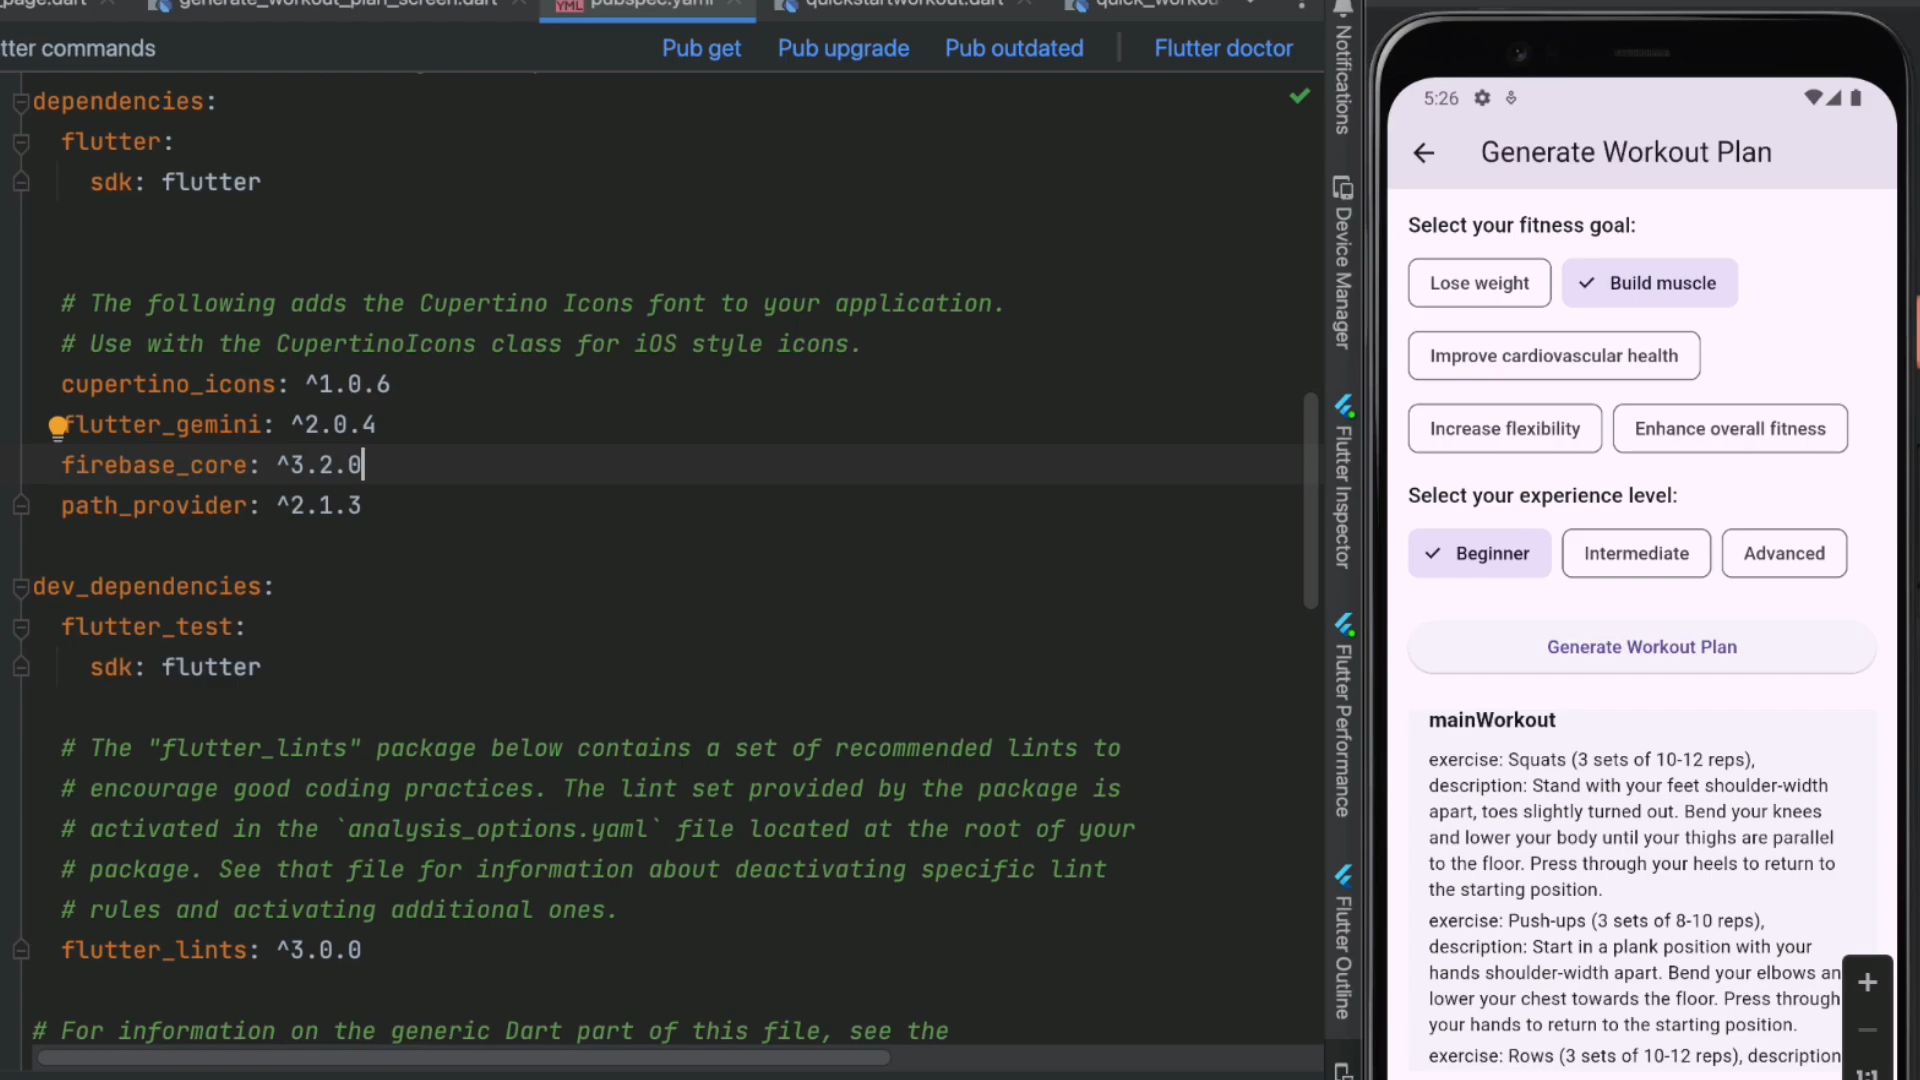 _page.dart
generate_workout_plan_screen.dart
YML pubspec.yaml
quickstartworkout.dart
quick_workou
tter commands
Pub get
Pub upgrade
Pub outdated
Flutter doctor
dependencies:
flutter:
sdk: flutter
# The following adds the Cupertino Icons font to your application.
# Use with the CupertinoIcons class for iOS style icons.
cupertino_icons: ^1.0.6
flutter_gemini: ^2.0.4
firebase_core: ^3.2.0
path_provider: ^2.1.3
dev_dependencies:
flutter_test:
sdk: flutter
# The "flutter_lints" package below contains a set of recommended lints to
# encourage good coding practices. The lint set provided by the package is
# activated in the `analysis_options.yaml` file located at the root of your
# package. See that file for information about deactivating specific lint
# rules and activating additional ones.
flutter_lints: ^3.0.0
# For information on the generic Dart part of this file, see the
Notifications
Device Manager
Flutter Inspector
Flutter Performance
Flutter Outline
5:26
Generate Workout Plan
Select your fitness goal:
Lose weight
Build muscle
Improve cardiovascular health
Increase flexibility
Enhance overall fitness
Select your experience level:
Beginner
Intermediate
Advanced
Generate Workout Plan
mainWorkout
exercise: Squats (3 sets of 10-12 reps),
description: Stand with your feet shoulder-width
apart, toes slightly turned out. Bend your knees
and lower your body until your thighs are parallel
to the floor. Press through your heels to return to
the starting position.
exercise: Push-ups (3 sets of 8-10 reps),
description: Start in a plank position with your
hands shoulder-width apart. Bend your elbows an
lower your chest towards the floor. Press through
your hands to return to the starting position.
exercise: Rows (3 sets of 10-12 reps), description
1:1